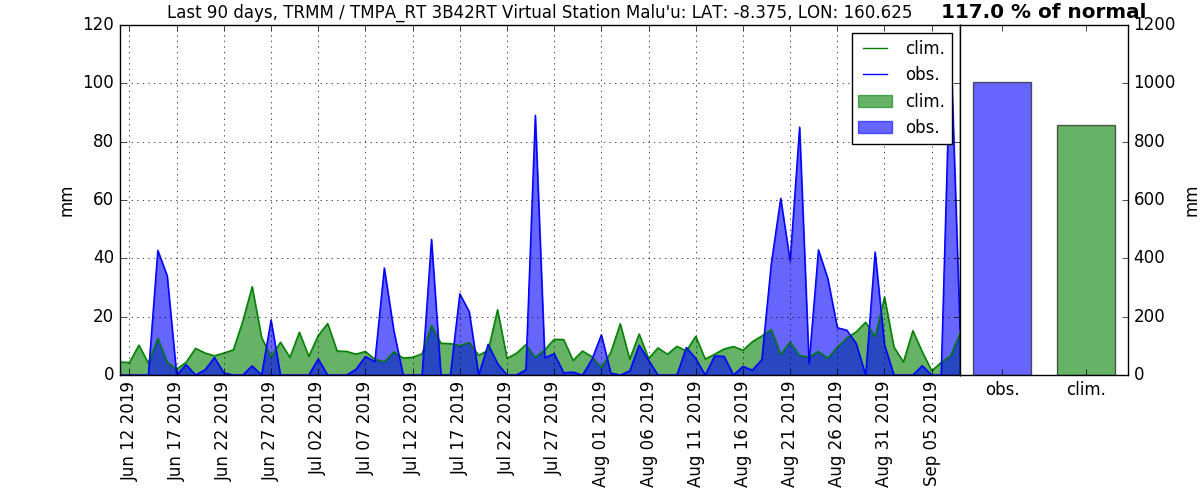 Last 90 days, TRMM / TMPA_RT 3B42RT Virtual Station Malu'u: LAT: -8.375, LON: 160.625
117.0 % of normal
120
100
80
60
40
20
0
mm
clim.
obs.
clim.
obs.
1200
1000
800
600
400
200
0
mm
obs.
clim.
Jun 12 2019
Jun 17 2019
Jun 22 2019
Jun 27 2019
Jul 02 2019
Jul 07 2019
Jul 12 2019
Jul 17 2019
Jul 22 2019
Jul 27 2019
Aug 01 2019
Aug 06 2019
Aug 11 2019
Aug 16 2019
Aug 21 2019
Aug 26 2019
Aug 31 2019
Sep 05 2019